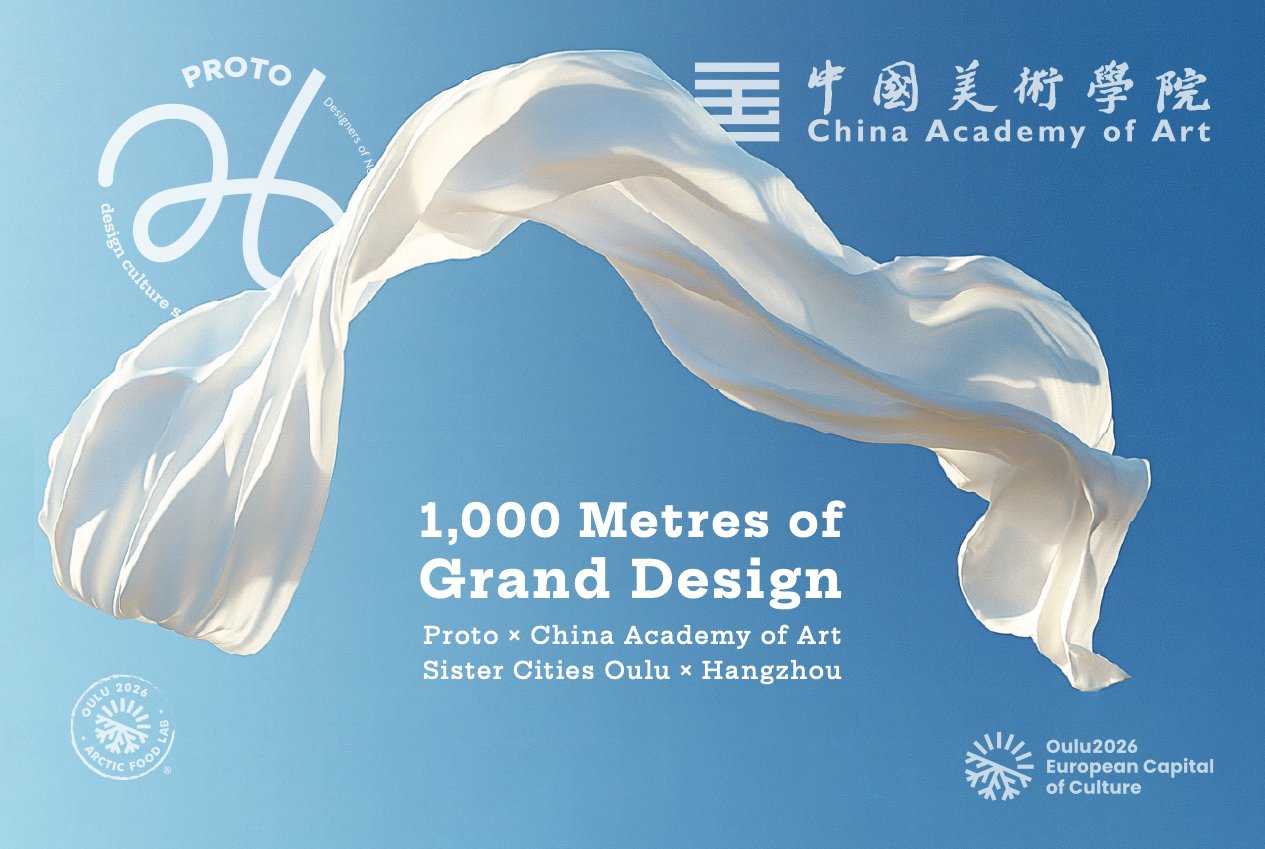 PROTO
Designers of
design culture
中國美術學院
China Academy of Art
1,000 Metres of
Grand Design
Proto × China Academy of Art
Sister Cities Oulu × Hangzhou
OULU 2026
ARCTIC FOOD LAB
®
Oulu2026
European Capital
of Culture